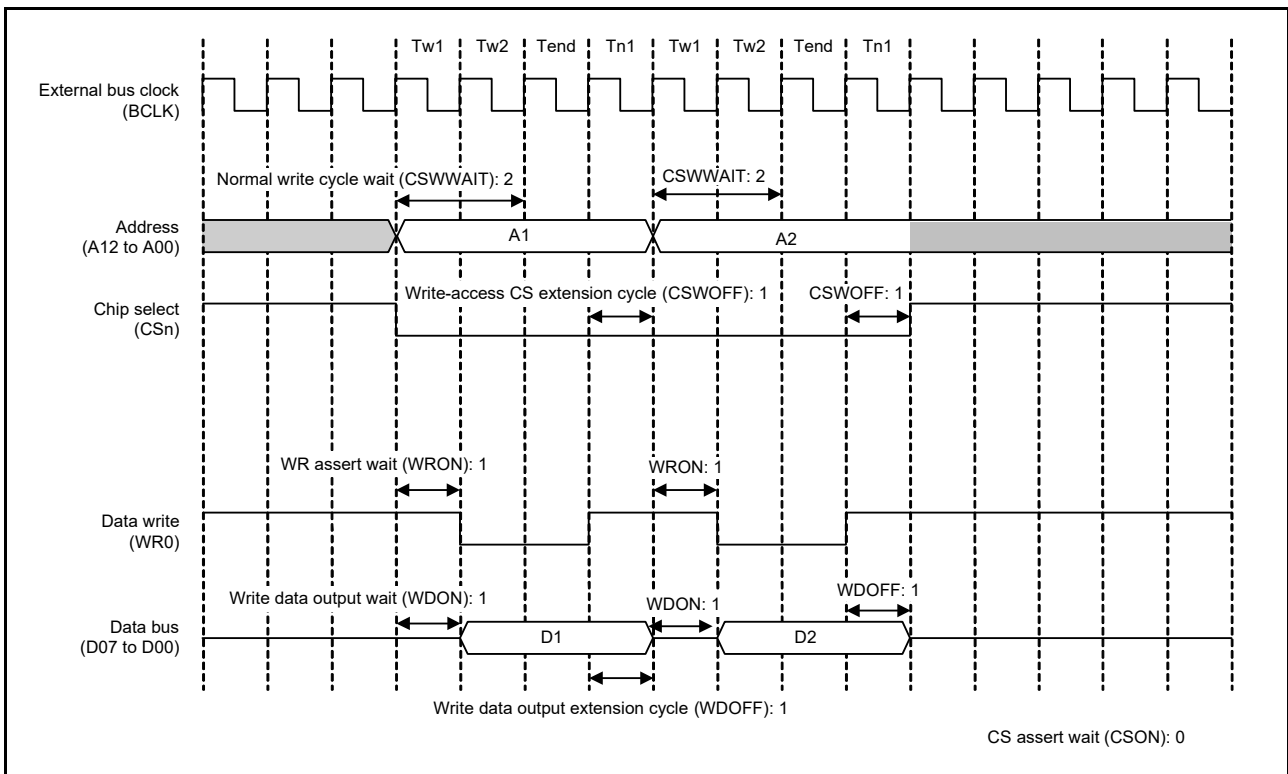 Tw1 Tw2 Tend Tn1 Tw1 Tw2 Tend Tn1
External bus clock
(BCLK)
Normal write cycle wait (CSWWAIT): 2
CSWWAIT: 2
Address
(A12 to A00)
A1
A2
Write-access CS extension cycle (CSWOFF): 1
CSWOFF: 1
Chip select
(CSn)
WR assert wait (WRON): 1
WRON: 1
Data write
(WR0)
Write data output wait (WDON): 1
WDON: 1
WDOFF: 1
Data bus
(D07 to D00)
D1
D2
Write data output extension cycle (WDOFF): 1
CS assert wait (CSON): 0